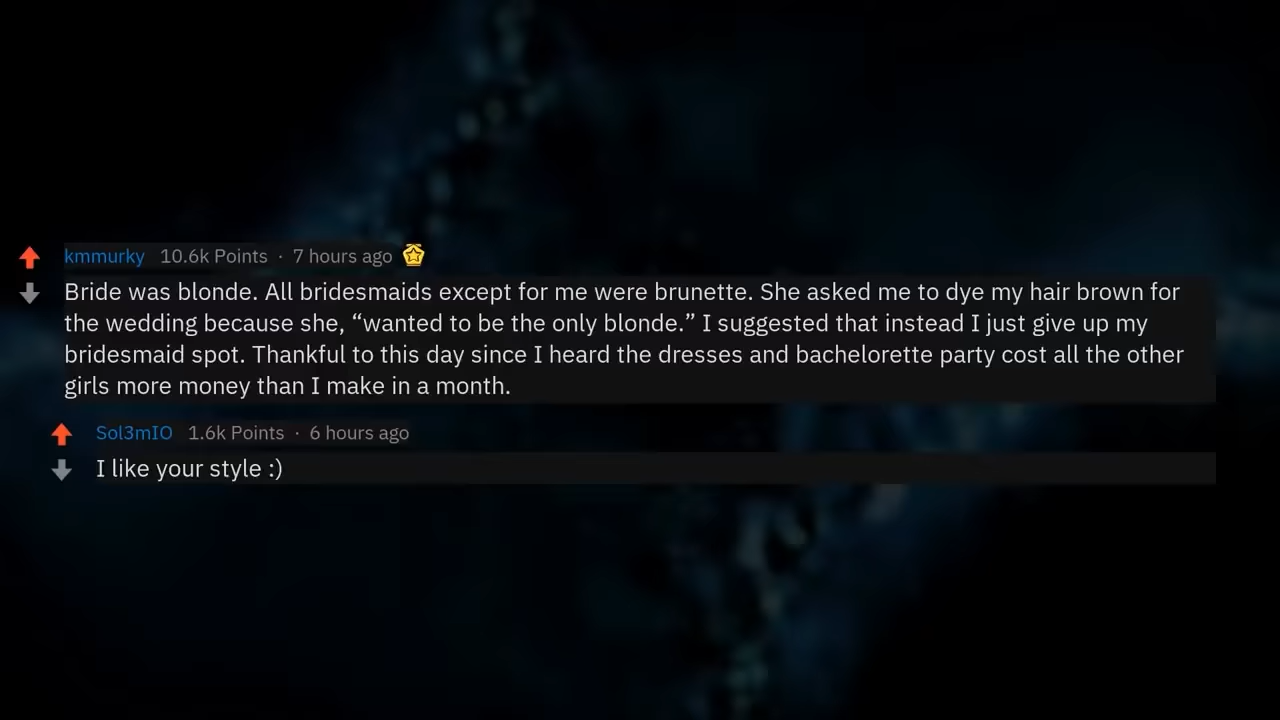 kmmurky 10.6k Points · 7 hours ago
Bride was blonde. All bridesmaids except for me were brunette. She asked me to dye my hair brown for
the wedding because she, “wanted to be the only blonde.” I suggested that instead I just give up my
bridesmaid spot. Thankful to this day since I heard the dresses and bachelorette party cost all the other
girls more money than I make in a month.
Sol3mIO 1.6k Points · 6 hours ago
I like your style :)